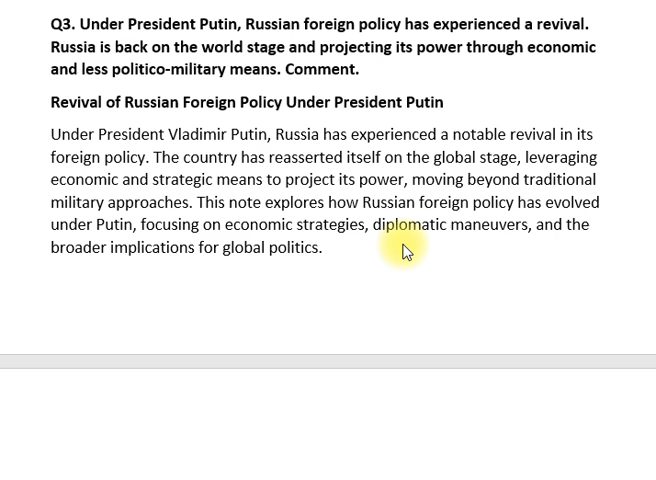 Q3. Under President Putin, Russian foreign policy has experienced a revival.
Russia is back on the world stage and projecting its power through economic
and less politico-military means. Comment.
Revival of Russian Foreign Policy Under President Putin
Under President Vladimir Putin, Russia has experienced a notable revival in its
foreign policy. The country has reasserted itself on the global stage, leveraging
economic and strategic means to project its power, moving beyond traditional
military approaches. This note explores how Russian foreign policy has evolved
under Putin, focusing on economic strategies, diplomatic maneuvers, and the
broader implications for global politics.